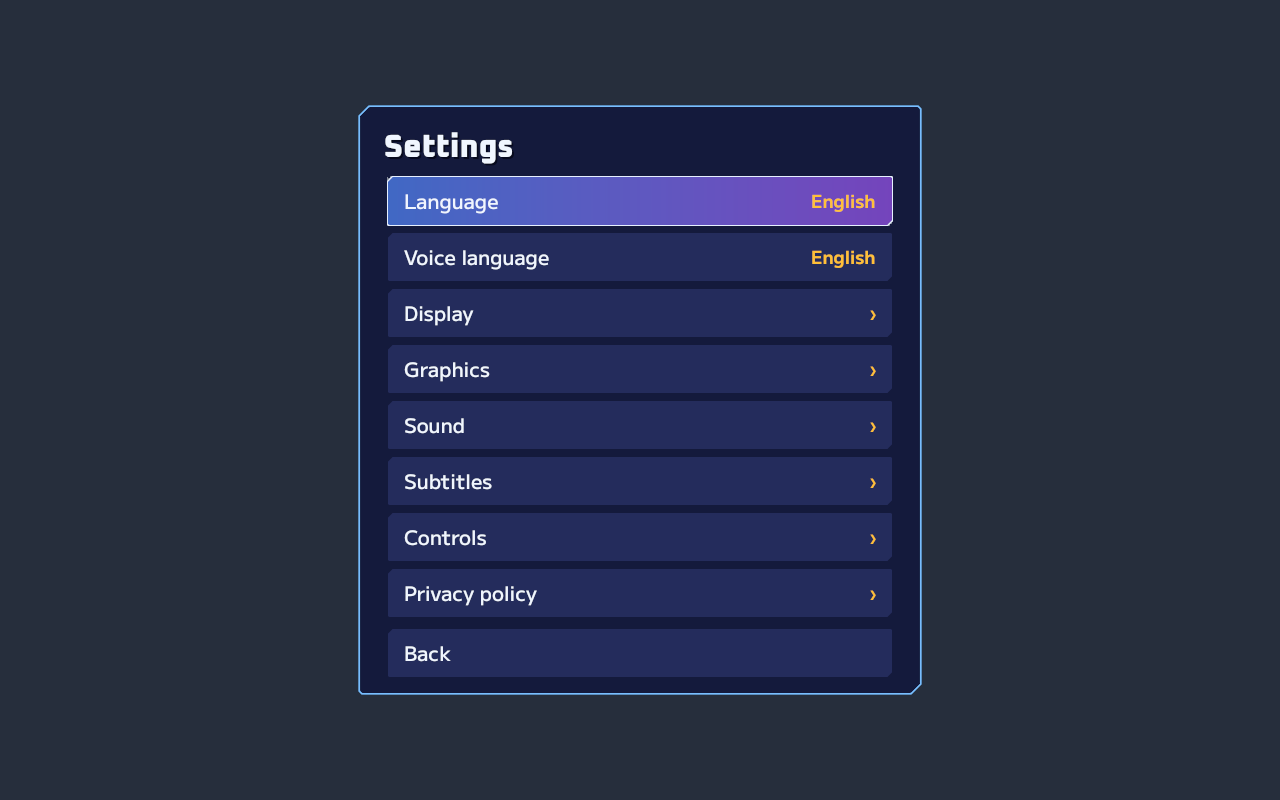 Settings
Language English
Voice language English
Display ›
Graphics ›
Sound ›
Subtitles ›
Controls ›
Privacy policy ›
Back